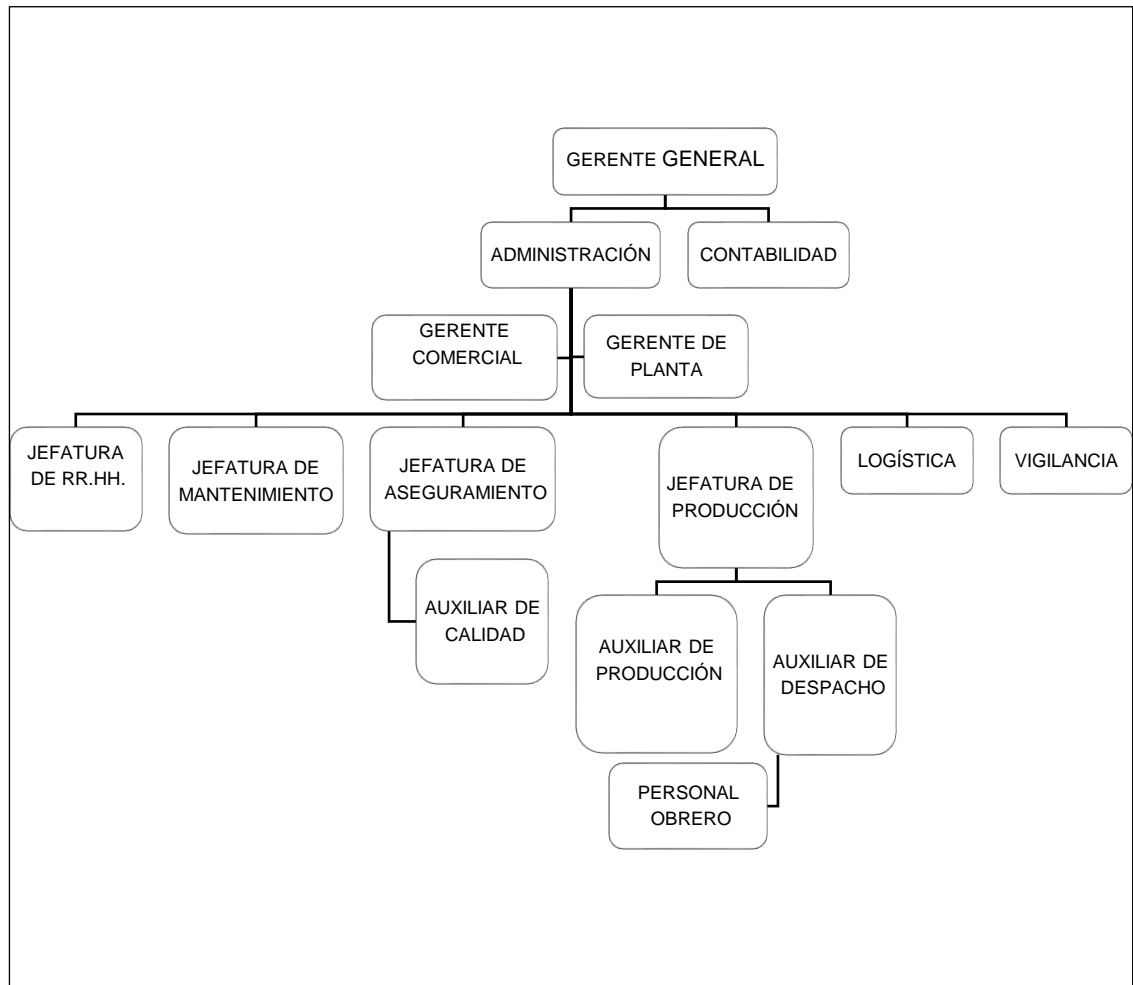 GERENTE GENERAL
ADMINISTRACIÓN
CONTABILIDAD
GERENTE
COMERCIAL
GERENTE DE
PLANTA
JEFATURA
DE RR.HH.
JEFATURA DE
MANTENIMIENTO
JEFATURA DE
ASEGURAMIENTO
JEFATURA DE
PRODUCCIÓN
LOGÍSTICA
VIGILANCIA
AUXILIAR DE
CALIDAD
AUXILIAR DE
PRODUCCIÓN
AUXILIAR DE
DESPACHO
PERSONAL
OBRERO